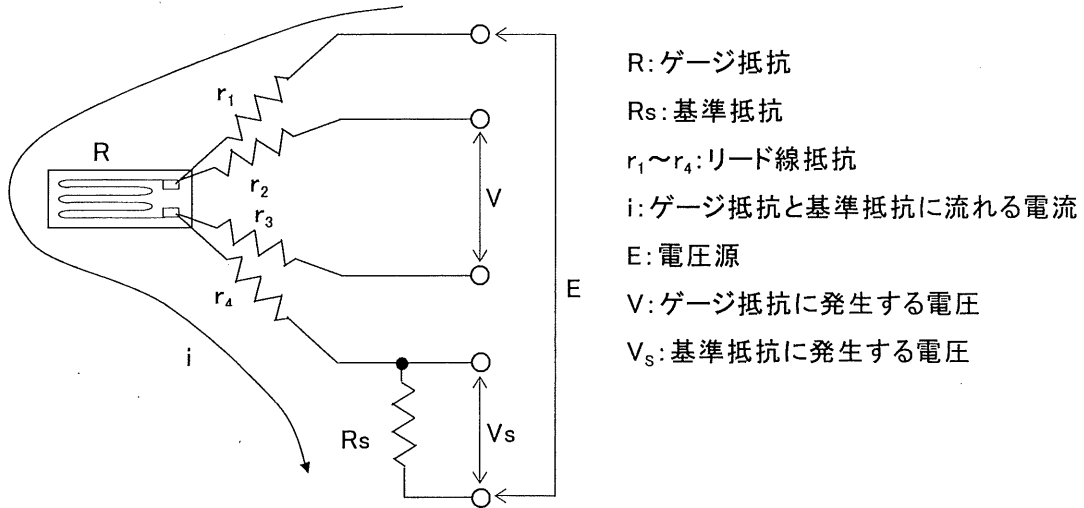 r₁
R
r₂
r₃
r₄
i
V
E
Rs
Vs
R:ゲージ抵抗
Rs:基準抵抗
r₁~r₄:リード線抵抗
i:ゲージ抵抗と基準抵抗に流れる電流
E:電圧源
V:ゲージ抵抗に発生する電圧
Vₛ:基準抵抗に発生する電圧